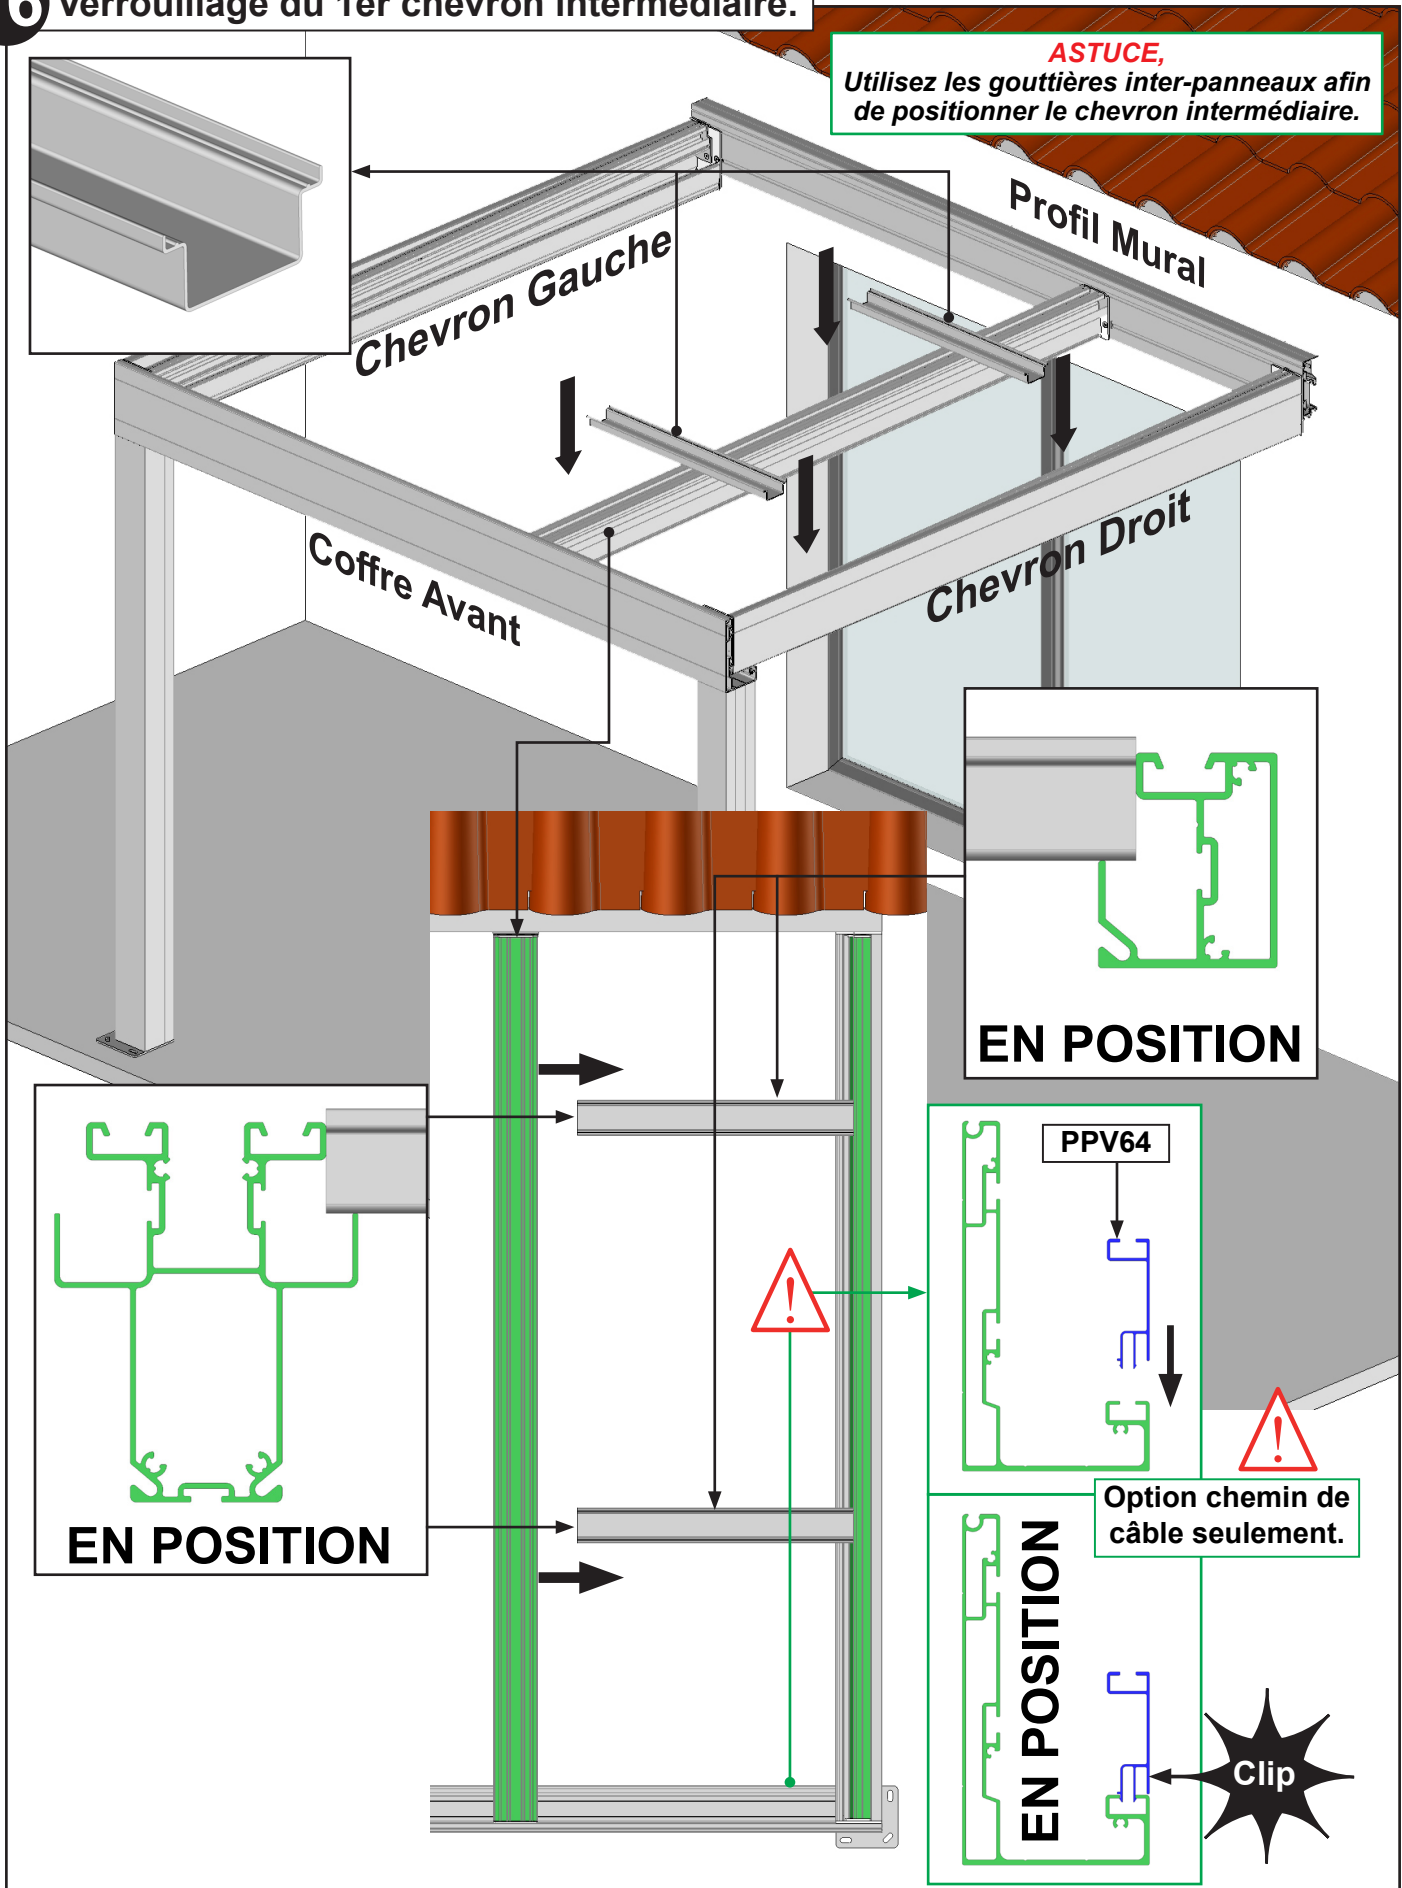 6 Verrouillage du 1er chevron intermédiaire.
ASTUCE,
Utilisez les gouttières inter-panneaux afin
de positionner le chevron intermédiaire.
Profil Mural
Chevron Gauche
Coffre Avant
Chevron Droit
EN POSITION
EN POSITION
PPV64
!
!
Option chemin de
câble seulement.
EN POSITION
Clip